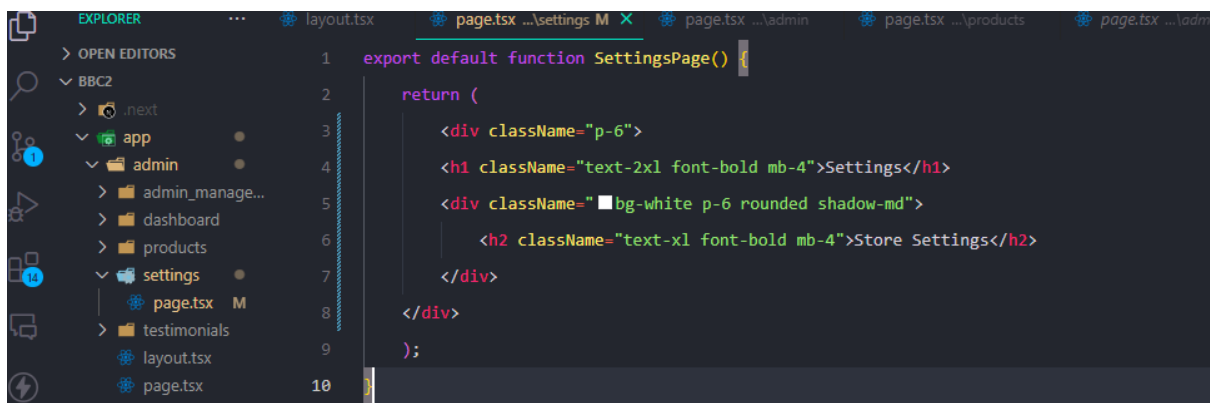 EXPLORER ... layout.tsx page.tsx ...\settings M page.tsx ...\admin page.tsx ...\products page.tsx ...\adm
OPEN EDITORS
BBC2
.next
app
admin
admin_manage...
dashboard
products
settings
page.tsx M
testimonials
layout.tsx
page.tsx
1
14
1 export default function SettingsPage() {
2 return (
3 <div className="p-6">
4 <h1 className="text-2xl font-bold mb-4">Settings</h1>
5 <div className="bg-white p-6 rounded shadow-md">
6 <h2 className="text-xl font-bold mb-4">Store Settings</h2>
7 </div>
8 </div>
9 );
10 }